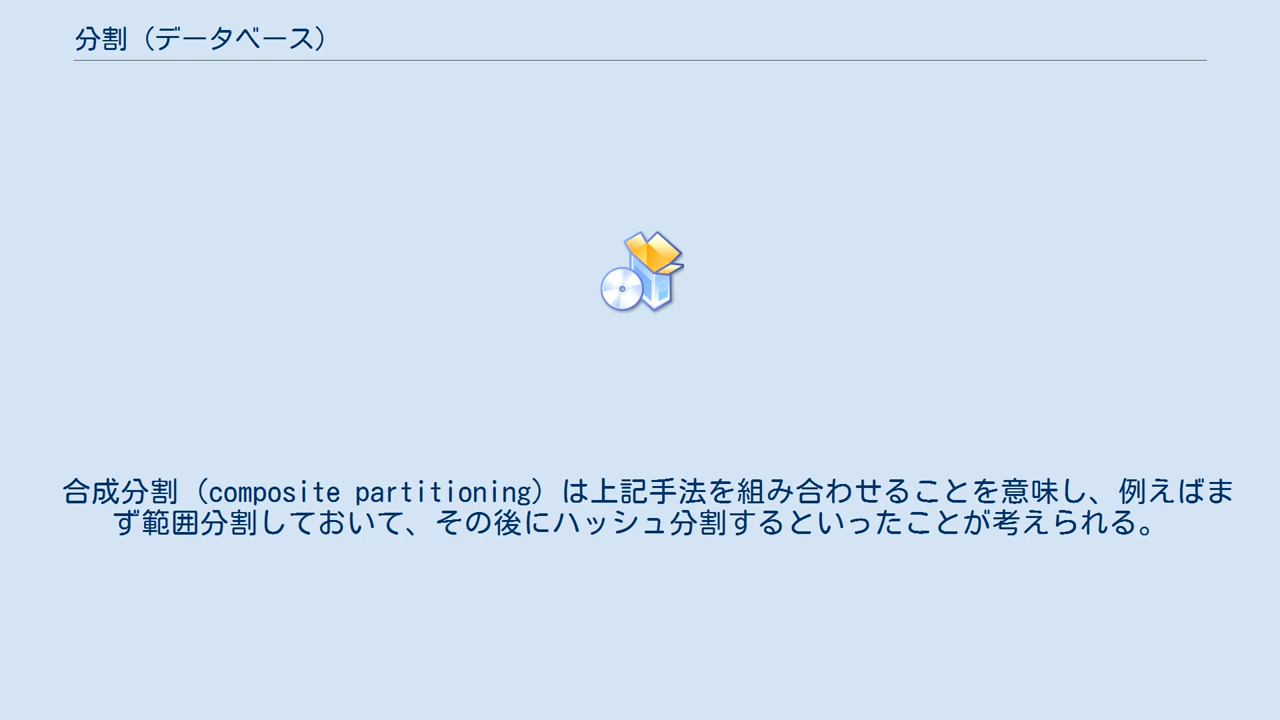 分割（データベース）
合成分割（composite partitioning）は上記手法を組み合わせることを意味し、例えばま
ず範囲分割しておいて、その後にハッシュ分割するといったことが考えられる。